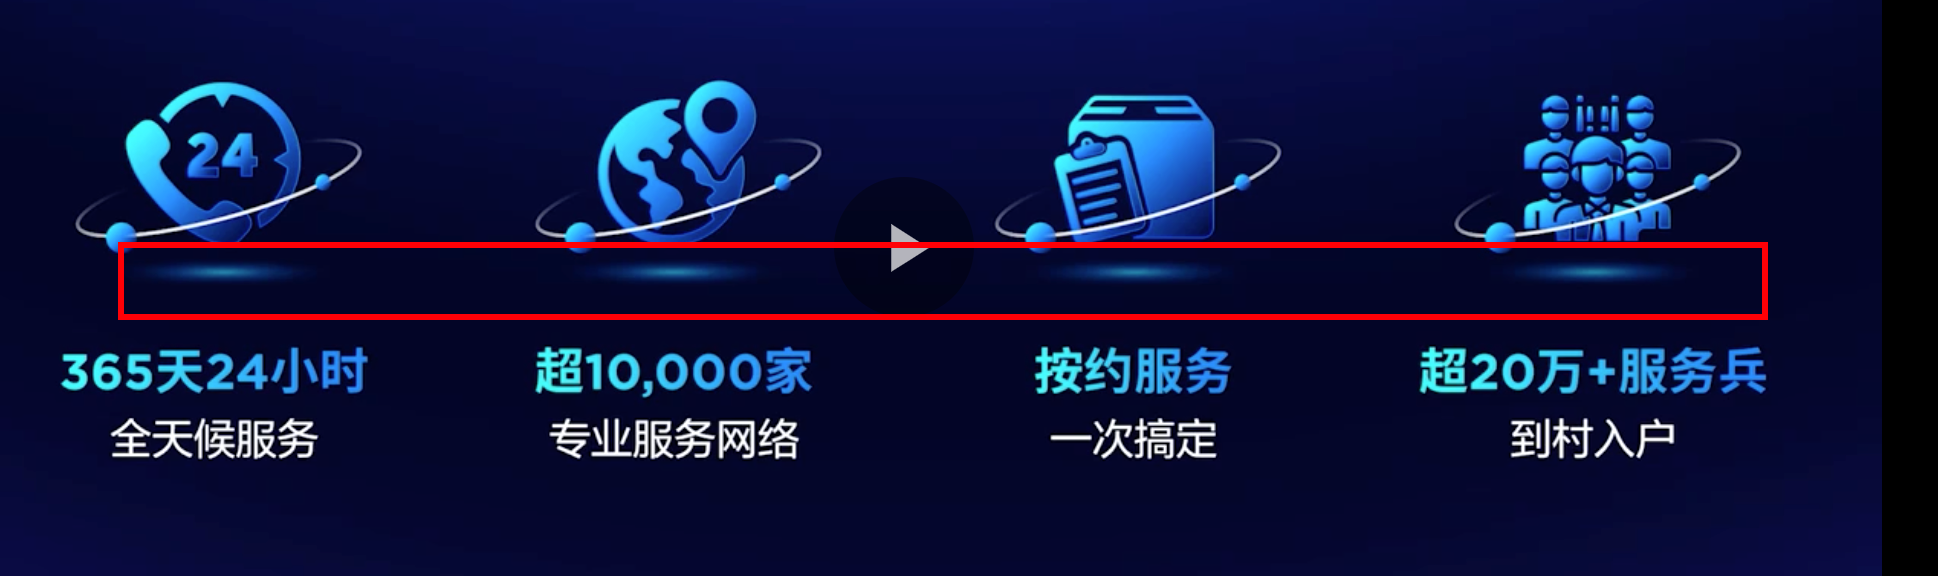 24
365天24小时
全天候服务
超10,000家
专业服务网络
按约服务
一次搞定
超20万+服务兵
到村入户